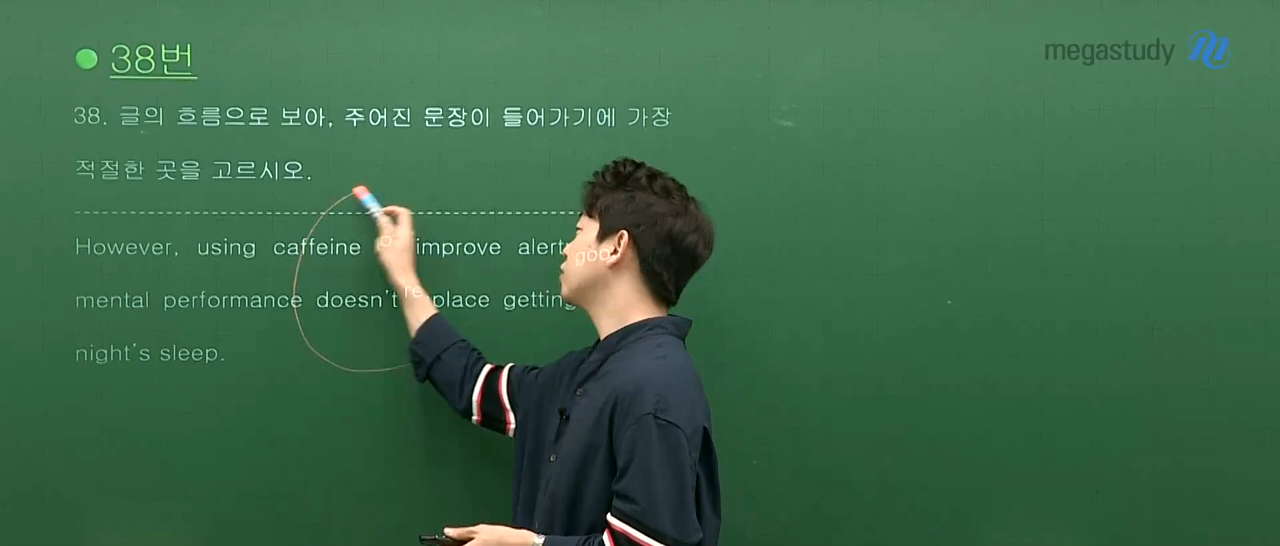 38번
megastudy
38. 글의 흐름으로 보아, 주어진 문장이 들어가기에 가장
적절한 곳을 고르시오.
However, using caffeine improve
mental performance doesn't replace getting
night's sleep.